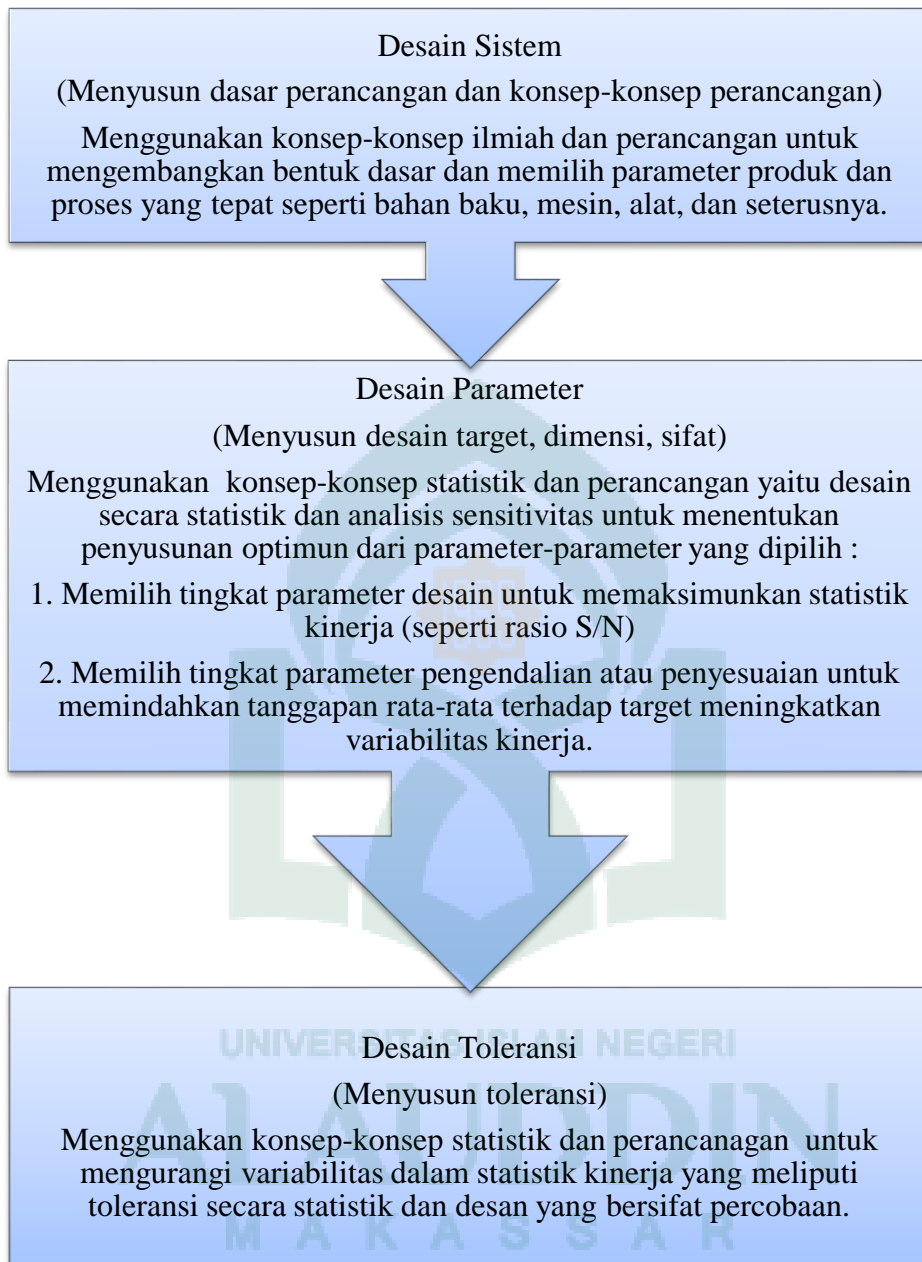 Desain Sistem
(Menyusun dasar perancangan dan konsep-konsep perancangan)
Menggunakan konsep-konsep ilmiah dan perancangan untuk
mengembangkan bentuk dasar dan memilih parameter produk dan
proses yang tepat seperti bahan baku, mesin, alat, dan seterusnya.
Desain Parameter
(Menyusun desain target, dimensi, sifat)
Menggunakan konsep-konsep statistik dan perancangan yaitu desain
secara statistik dan analisis sensitivitas untuk menentukan
penyusunan optimun dari parameter-parameter yang dipilih :
1. Memilih tingkat parameter desain untuk memaksimunkan statistik
kinerja (seperti rasio S/N)
2. Memilih tingkat parameter pengendalian atau penyesuaian untuk
memindahkan tanggapan rata-rata terhadap target meningkatkan
variabilitas kinerja.
UNIVERSITAS ISLAM NEGERI
Desain Toleransi
(Menyusun toleransi)
ALAUDDIN
Menggunakan konsep-konsep statistik dan perancanagan untuk
mengurangi variabilitas dalam statistik kinerja yang meliputi
toleransi secara statistik dan desan yang bersifat percobaan.
MAKASSAR